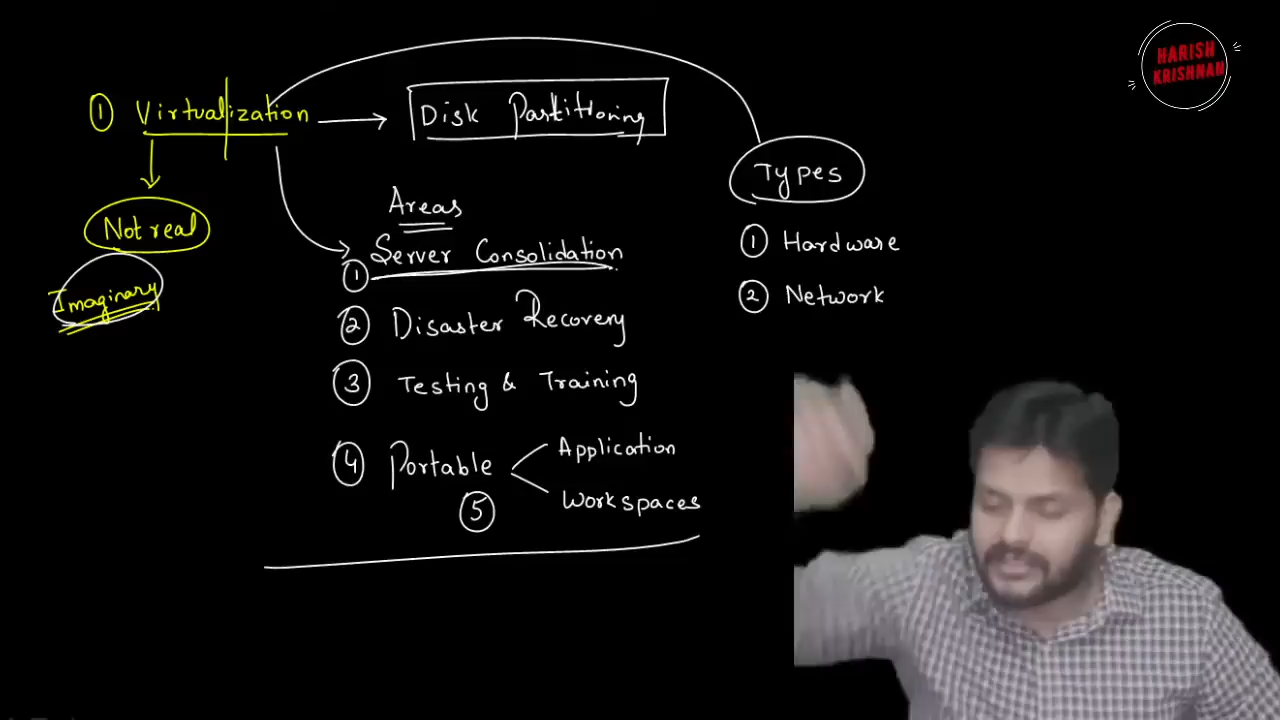 ① Virtualization → Disk Partitioning
Not real
Imaginary
Areas
① Server Consolidation
② Disaster Recovery
③ Testing & Training
④ Portable
Application
Workspaces
⑤
Types
① Hardware
② Network
HARISH
KRISHNAN